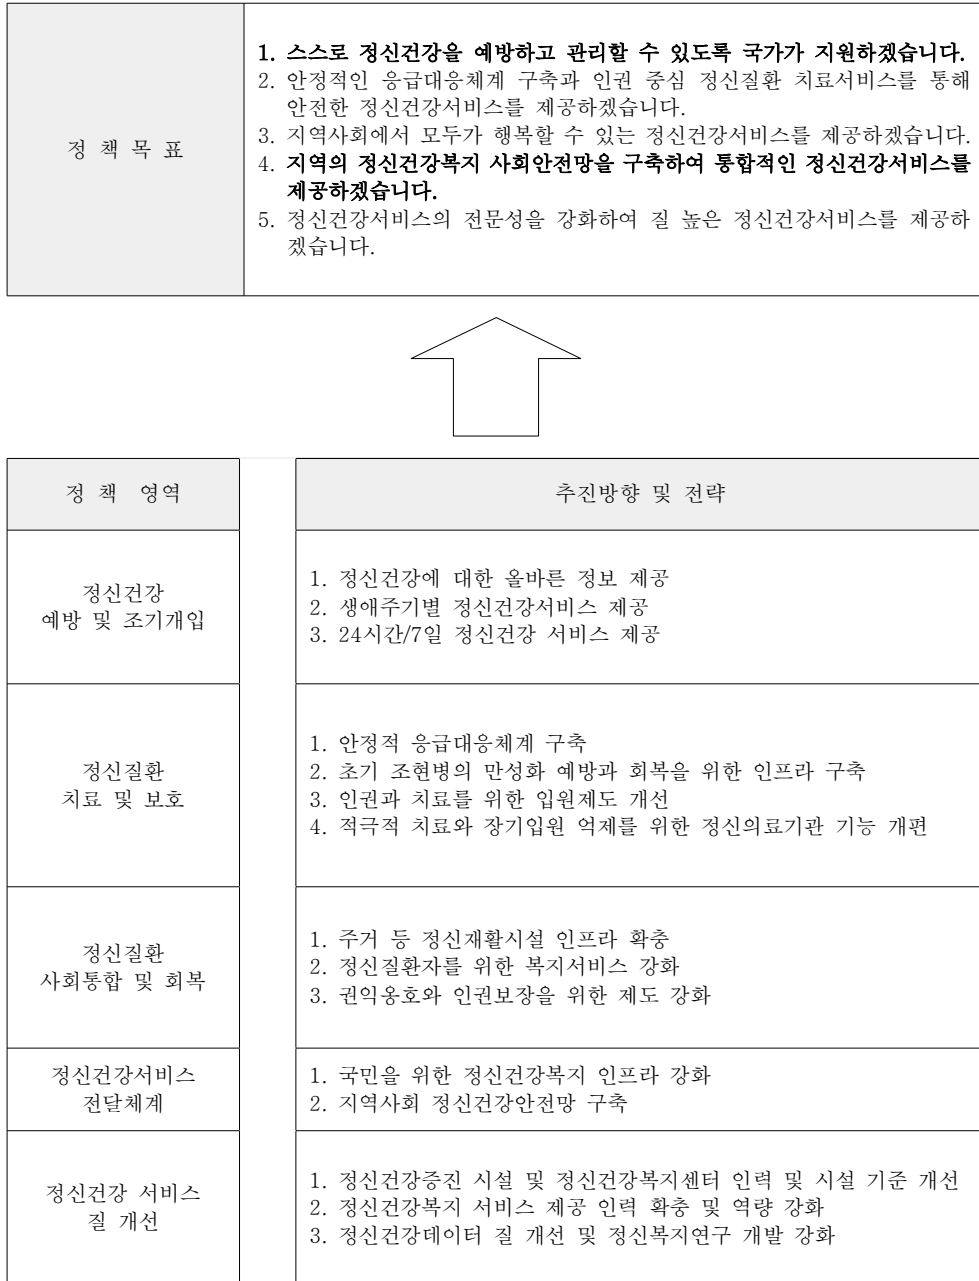 정 책 목 표
1. 스스로 정신건강을 예방하고 관리할 수 있도록 국가가 지원하겠습니다.
2. 안정적인 응급대응체계 구축과 인권 중심 정신질환 치료서비스를 통해
안전한 정신건강서비스를 제공하겠습니다.
3. 지역사회에서 모두가 행복할 수 있는 정신건강서비스를 제공하겠습니다.
4. 지역의 정신건강복지 사회안전망을 구축하여 통합적인 정신건강서비스를
제공하겠습니다.
5. 정신건강서비스의 전문성을 강화하여 질 높은 정신건강서비스를 제공하
겠습니다.
정 책 영역
추진방향 및 전략
정신건강
예방 및 조기개입
1. 정신건강에 대한 올바른 정보 제공
2. 생애주기별 정신건강서비스 제공
3. 24시간/7일 정신건강 서비스 제공
정신질환
치료 및 보호
1. 안정적 응급대응체계 구축
2. 초기 조현병의 만성화 예방과 회복을 위한 인프라 구축
3. 인권과 치료를 위한 입원제도 개선
4. 적극적 치료와 장기입원 억제를 위한 정신의료기관 기능 개편
정신질환
사회통합 및 회복
1. 주거 등 정신재활시설 인프라 확충
2. 정신질환자를 위한 복지서비스 강화
3. 권익옹호와 인권보장을 위한 제도 강화
정신건강서비스
전달체계
1. 국민을 위한 정신건강복지 인프라 강화
2. 지역사회 정신건강안전망 구축
정신건강 서비스
질 개선
1. 정신건강증진 시설 및 정신건강복지센터 인력 및 시설 기준 개선
2. 정신건강복지 서비스 제공 인력 확충 및 역량 강화
3. 정신건강데이터 질 개선 및 정신복지연구 개발 강화